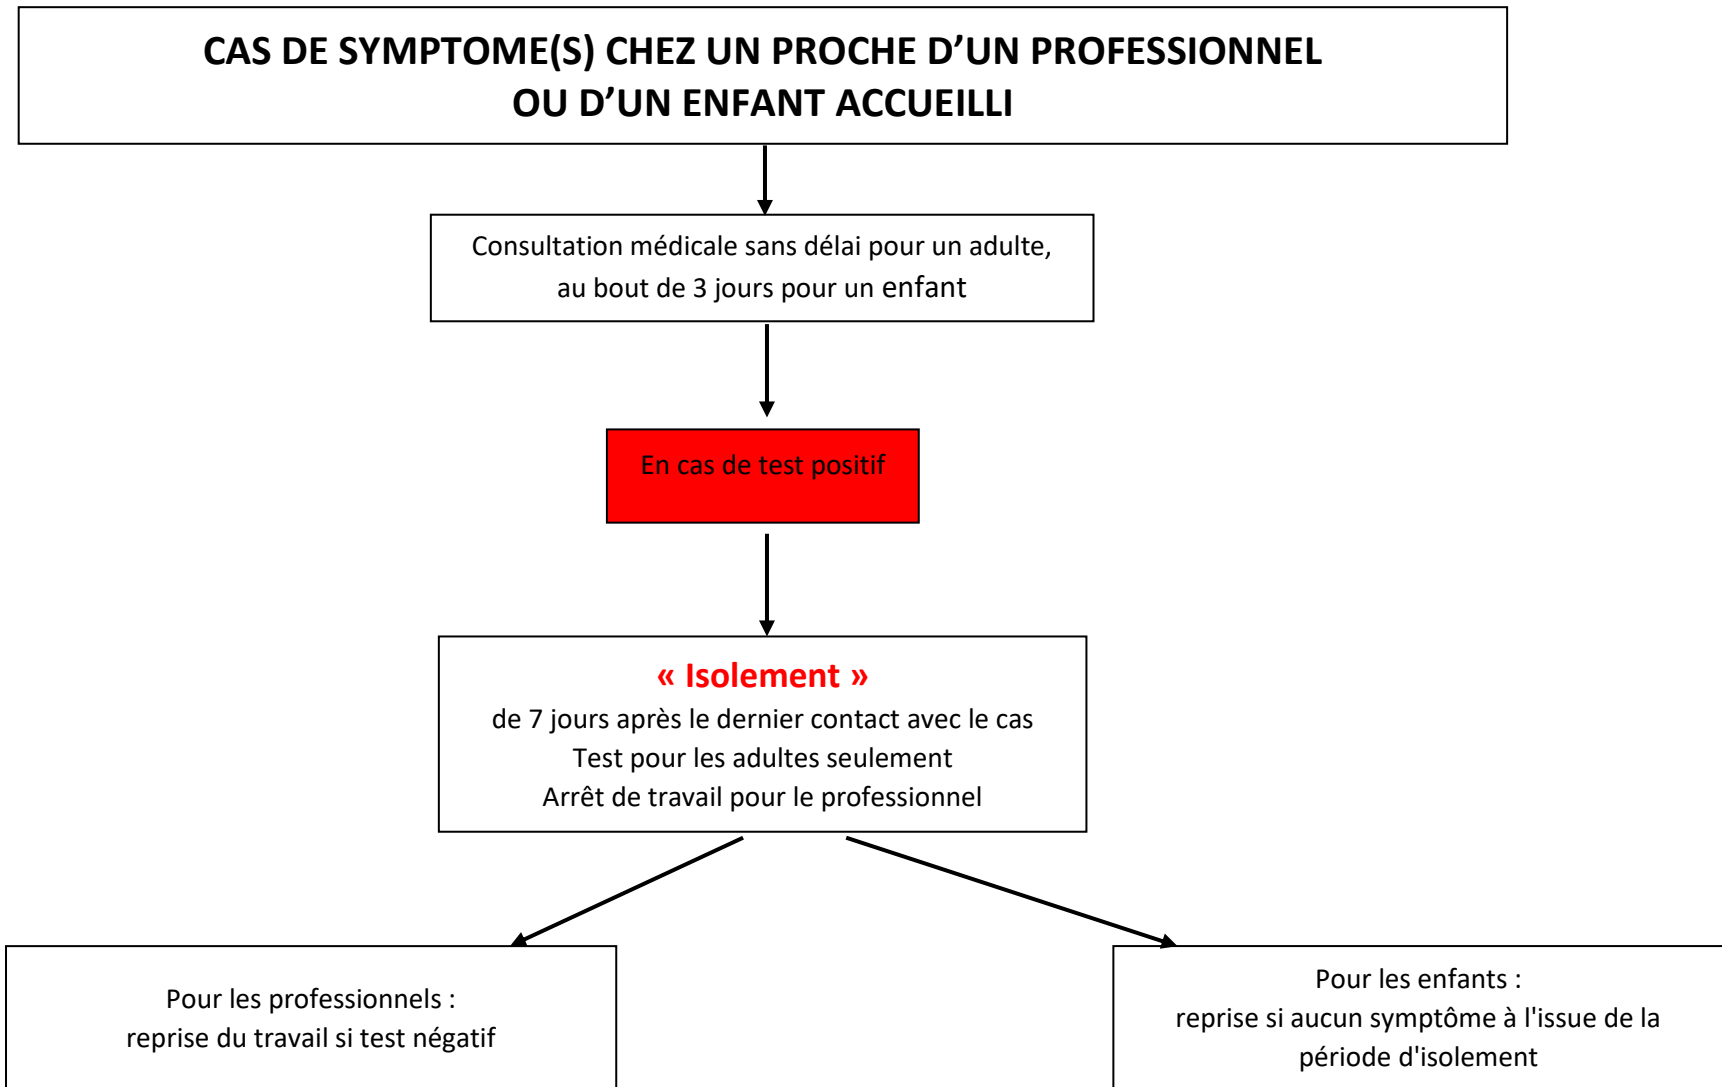 CAS DE SYMPTOME(S) CHEZ UN PROCHE D’UN PROFESSIONNEL
OU D’UN ENFANT ACCUEILLI
Consultation médicale sans délai pour un adulte,
au bout de 3 jours pour un enfant
En cas de test positif
« Isolement »
de 7 jours après le dernier contact avec le cas
Test pour les adultes seulement
Arrêt de travail pour le professionnel
Pour les professionnels :
reprise du travail si test négatif
Pour les enfants :
reprise si aucun symptôme à l'issue de la
période d'isolement